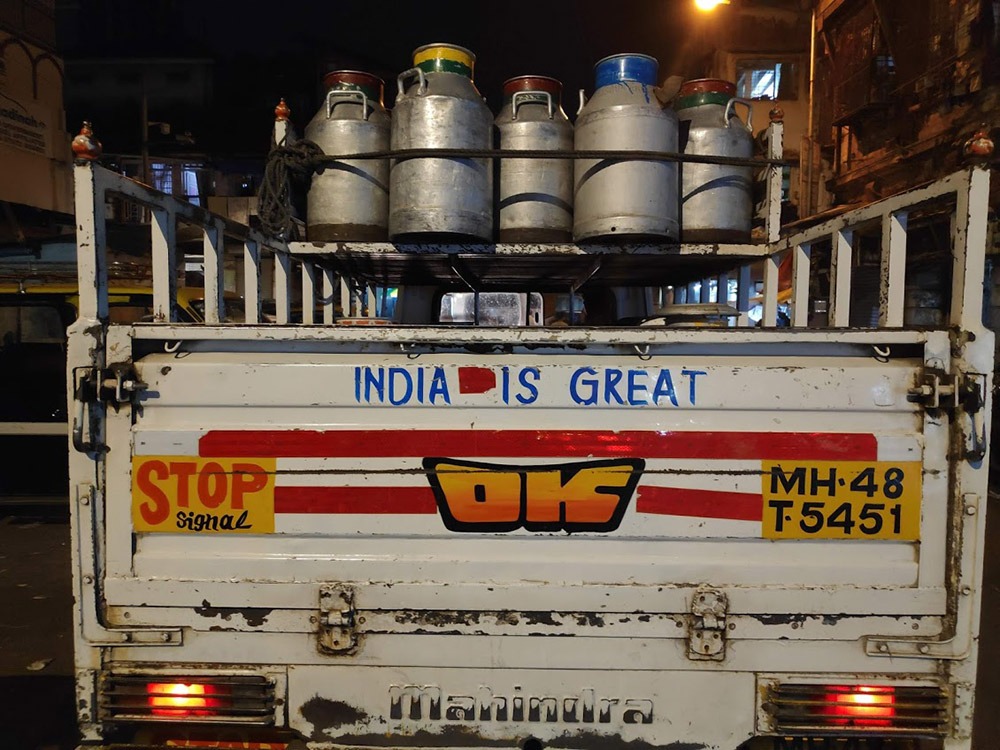 INDIA IS GREAT
STOP
signal
OK
MH·48
T·5451
Mahindra